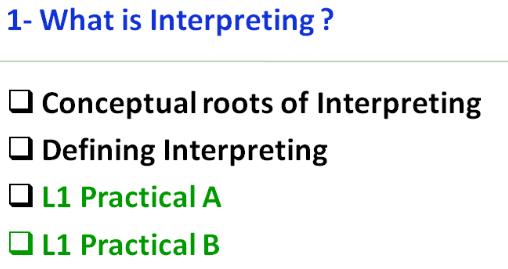 1- What is Interpreting ?
❑ Conceptual roots of Interpreting
❑ Defining Interpreting
❑ L1 Practical A
❑ L1 Practical B